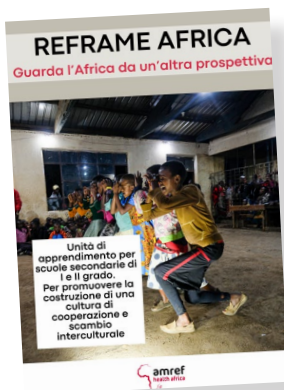 REFRAME AFRICA
Guarda l'Africa da un'altra prospettiva
Unità di
apprendimento per
scuole secondarie di
I e II grado.
Per promuovere la
costruzione di una
cultura di
cooperazione e
scambio
interculturale
amref
health africa